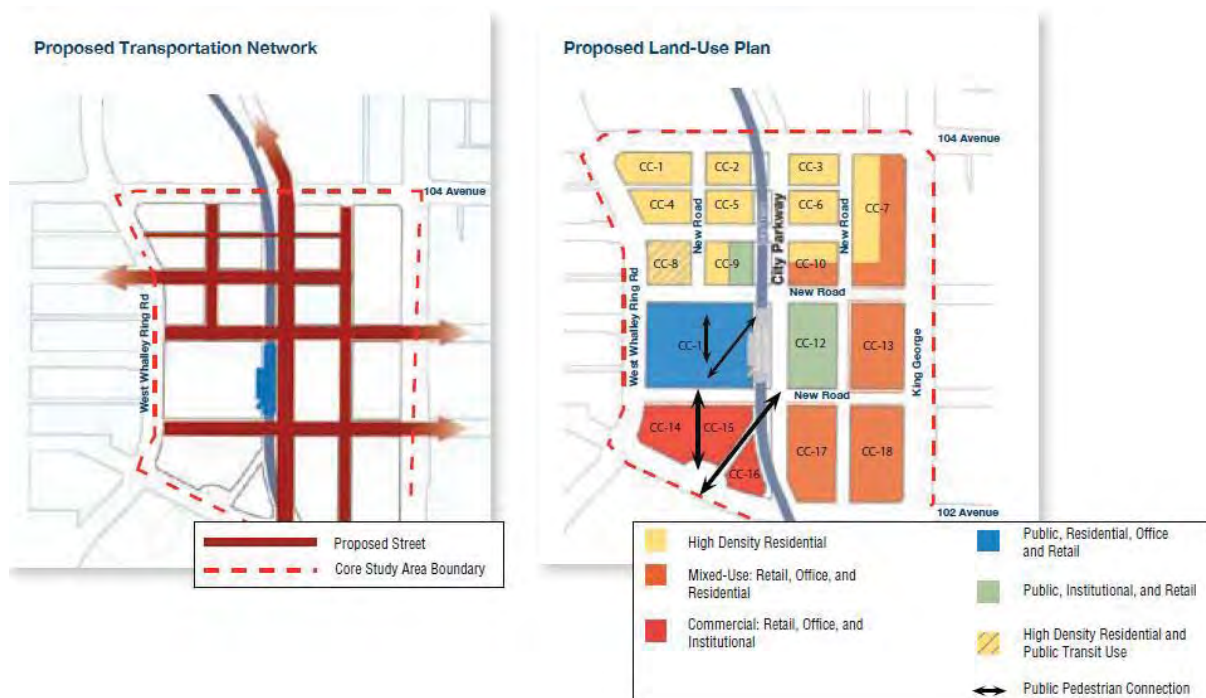 Proposed Transportation Network
104 Avenue
West Whalley Ring Rd
Proposed Street
Core Study Area Boundary
Proposed Land-Use Plan
104 Avenue
CC-1
CC-2
CC-3
CC-4
CC-5
CC-6
CC-7
New Road
City Parkway
New Road
CC-8
CC-9
CC-10
New Road
West Whalley Ring Rd
CC-1
CC-12
CC-13
King George
New Road
CC-14
CC-15
CC-16
CC-17
CC-18
102 Avenue
High Density Residential
Mixed-Use: Retail, Office, and
Residential
Commercial: Retail, Office, and
Institutional
Public, Residential, Office
and Retail
Public, Institutional, and Retail
High Density Residential and
Public Transit Use
Public Pedestrian Connection